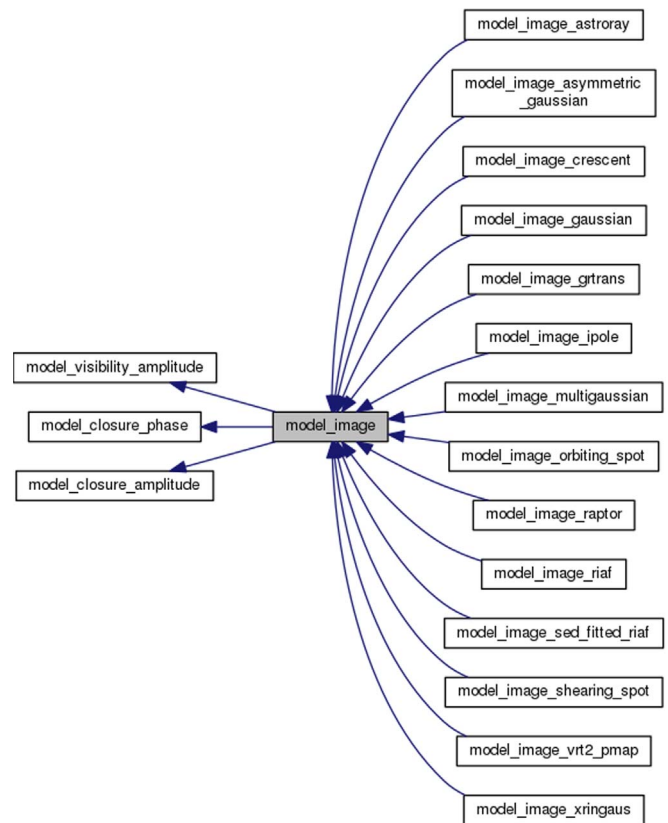 model_image_astroray
model_image_asymmetric
_gaussian
model_image_crescent
model_image_gaussian
model_image_grtrans
model_image_ipole
model_image_multigaussian
model_image_orbiting_spot
model_image_raptor
model_image_riaf
model_image_sed_fitted_riaf
model_image_shearing_spot
model_image_vrt2_pmap
model_image_xringaus
model_visibility_amplitude
model_closure_phase
model_closure_amplitude
model_image